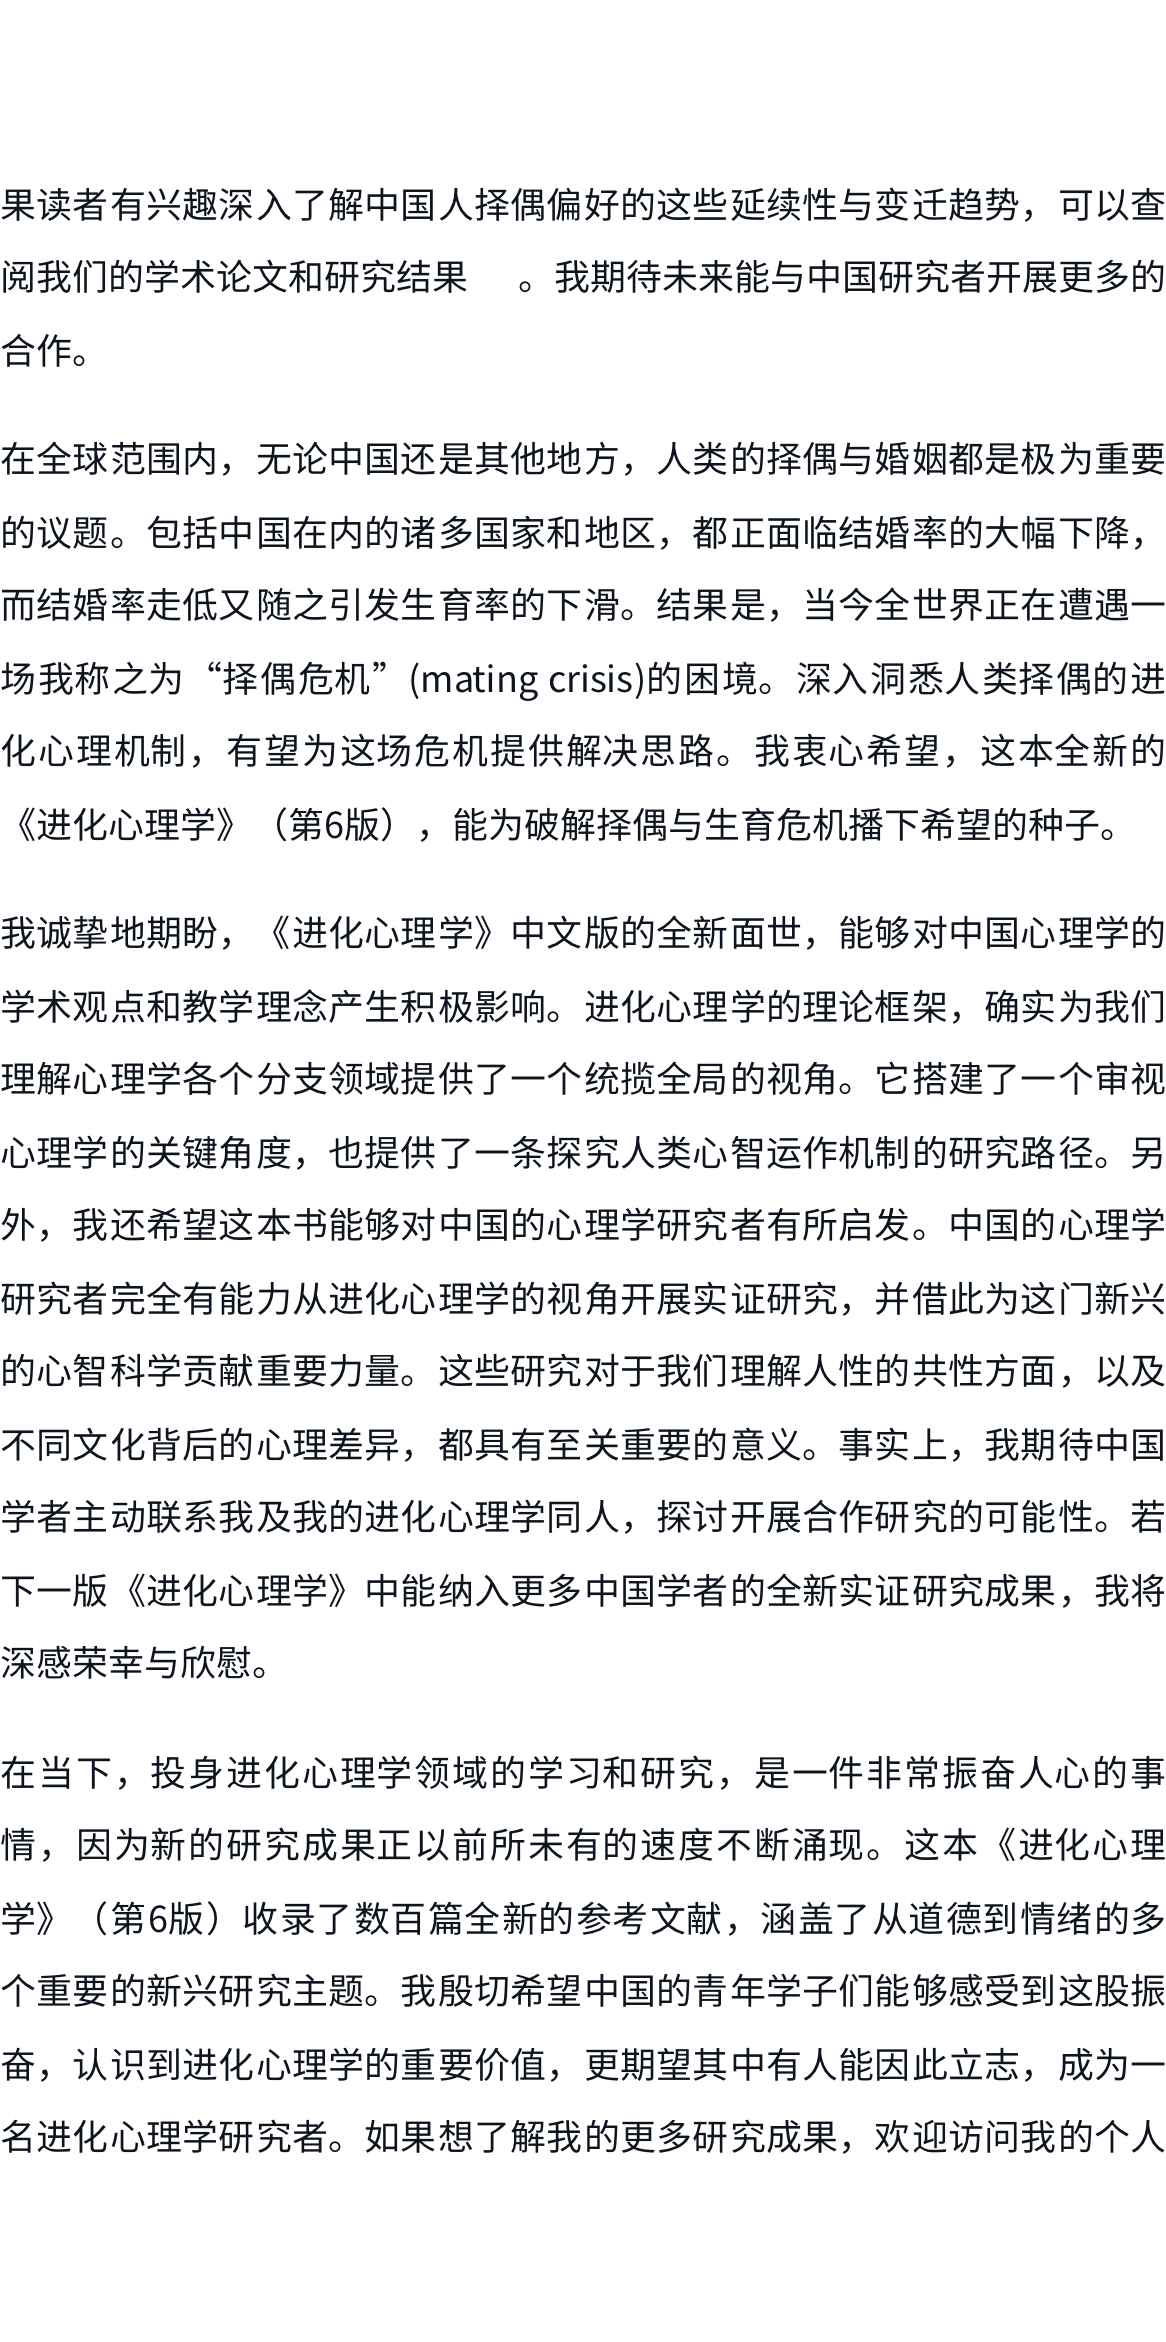 果读者有兴趣深入了解中国人择偶偏好的这些延续性与变迁趋势，可以查
阅我们的学术论文和研究结果 。我期待未来能与中国研究者开展更多的
合作。
在全球范围内，无论中国还是其他地方，人类的择偶与婚姻都是极为重要
的议题。包括中国在内的诸多国家和地区，都正面临结婚率的大幅下降，
而结婚率走低又随之引发生育率的下滑。结果是，当今全世界正在遭遇一
场我称之为“择偶危机”(mating crisis)的困境。深入洞悉人类择偶的进
化心理机制，有望为这场危机提供解决思路。我衷心希望，这本全新的
《进化心理学》（第6版），能为破解择偶与生育危机播下希望的种子。
我诚挚地期盼，《进化心理学》中文版的全新面世，能够对中国心理学的
学术观点和教学理念产生积极影响。进化心理学的理论框架，确实为我们
理解心理学各个分支领域提供了一个统揽全局的视角。它搭建了一个审视
心理学的关键角度，也提供了一条探究人类心智运作机制的研究路径。另
外，我还希望这本书能够对中国的心理学研究者有所启发。中国的心理学
研究者完全有能力从进化心理学的视角开展实证研究，并借此为这门新兴
的心智科学贡献重要力量。这些研究对于我们理解人性的共性方面，以及
不同文化背后的心理差异，都具有至关重要的意义。事实上，我期待中国
学者主动联系我及我的进化心理学同人，探讨开展合作研究的可能性。若
下一版《进化心理学》中能纳入更多中国学者的全新实证研究成果，我将
深感荣幸与欣慰。
在当下，投身进化心理学领域的学习和研究，是一件非常振奋人心的事
情，因为新的研究成果正以前所未有的速度不断涌现。这本《进化心理
学》（第6版）收录了数百篇全新的参考文献，涵盖了从道德到情绪的多
个重要的新兴研究主题。我殷切希望中国的青年学子们能够感受到这股振
奋，认识到进化心理学的重要价值，更期望其中有人能因此立志，成为一
名进化心理学研究者。如果想了解我的更多研究成果，欢迎访问我的个人